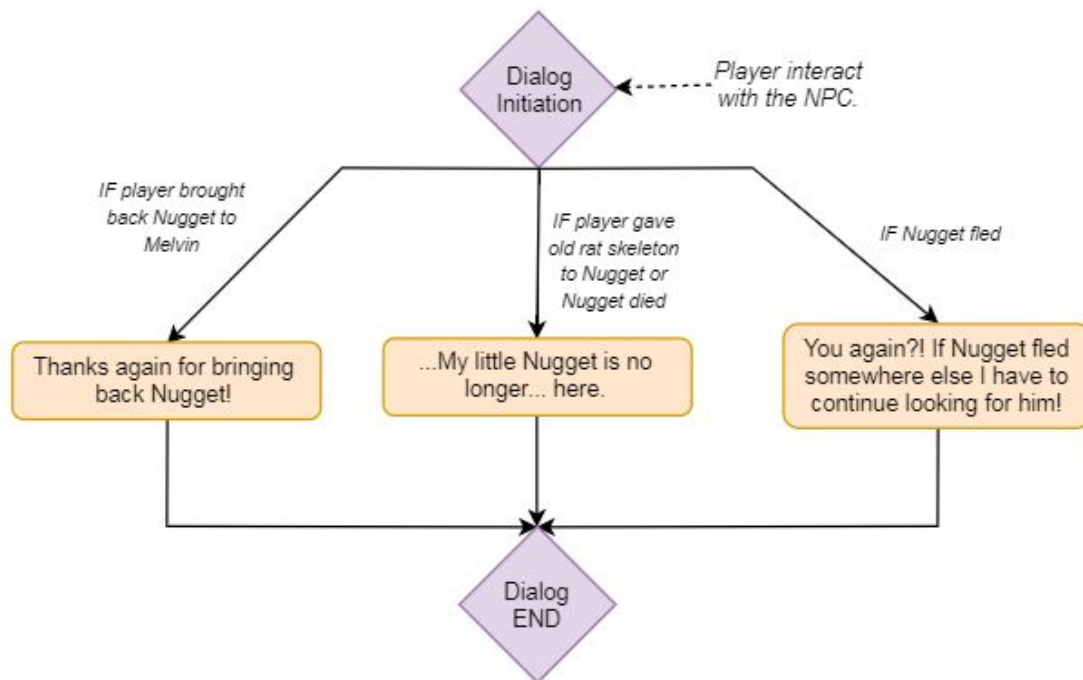 Dialog
Initiation
Player interact
with the NPC.
IF player brought
back Nugget to
Melvin
IF player gave
old rat skeleton
to Nugget or
Nugget died
IF Nugget fled
Thanks again for bringing
back Nugget!
...My little Nugget is no
longer... here.
You again?! If Nugget fled
somewhere else I have to
continue looking for him!
Dialog
END